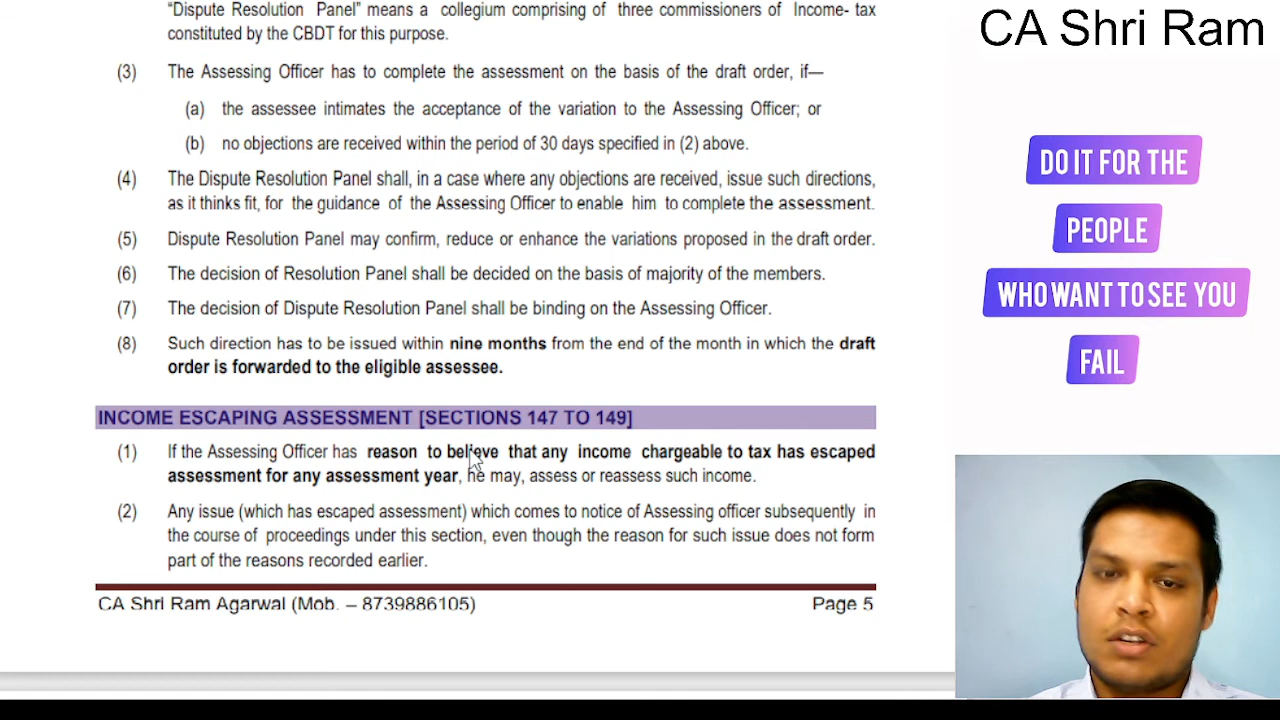 “Dispute Resolution Panel” means a collegium comprising of three commissioners of Income- tax
constituted by the CBDT for this purpose.
(3) The Assessing Officer has to complete the assessment on the basis of the draft order, if—
(a) the assessee intimates the acceptance of the variation to the Assessing Officer; or
(b) no objections are received within the period of 30 days specified in (2) above.
(4) The Dispute Resolution Panel shall, in a case where any objections are received, issue such directions,
as it thinks fit, for the guidance of the Assessing Officer to enable him to complete the assessment.
(5) Dispute Resolution Panel may confirm, reduce or enhance the variations proposed in the draft order.
(6) The decision of Resolution Panel shall be decided on the basis of majority of the members.
(7) The decision of Dispute Resolution Panel shall be binding on the Assessing Officer.
(8) Such direction has to be issued within nine months from the end of the month in which the draft
order is forwarded to the eligible assessee.
INCOME ESCAPING ASSESSMENT [SECTIONS 147 TO 149]
(1) If the Assessing Officer has reason to believe that any income chargeable to tax has escaped
assessment for any assessment year, he may, assess or reassess such income.
(2) Any issue (which has escaped assessment) which comes to notice of Assessing officer subsequently in
the course of proceedings under this section, even though the reason for such issue does not form
part of the reasons recorded earlier.
CA Shri Ram Agarwal (Mob. – 8739886105) Page 5
CA Shri Ram
DO IT FOR THE
PEOPLE
WHO WANT TO SEE YOU
FAIL